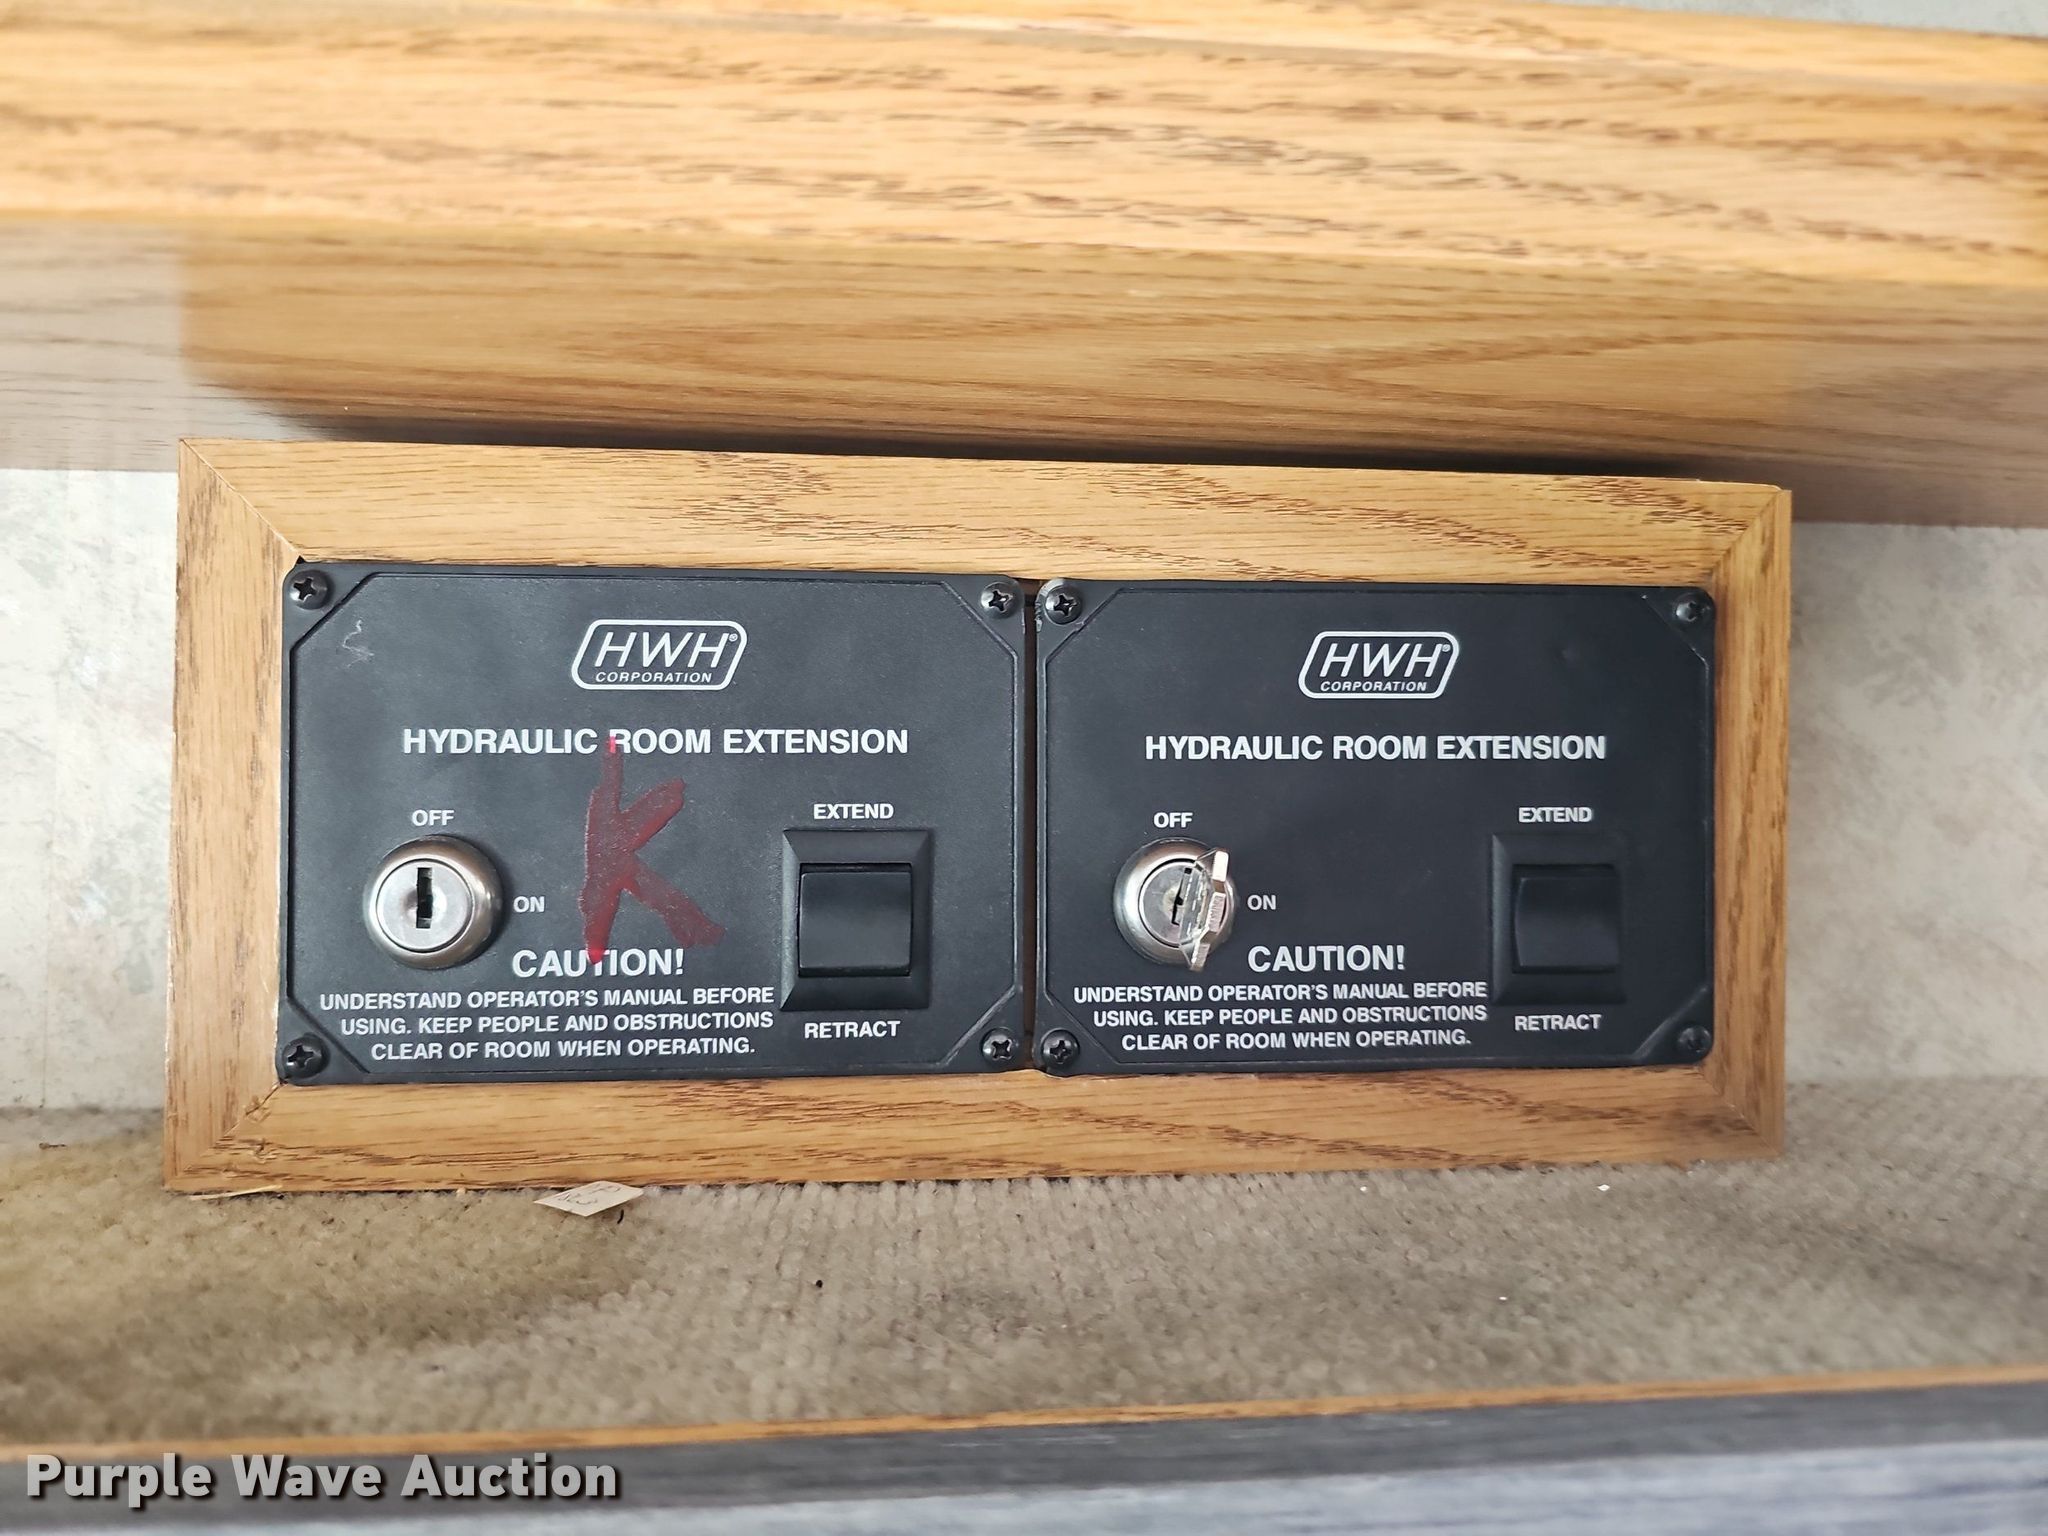 HWH®
CORPORATION
HYDRAULIC ROOM EXTENSION
K
OFF
EXTEND
ON
CAUTION!
UNDERSTAND OPERATOR'S MANUAL BEFORE
USING. KEEP PEOPLE AND OBSTRUCTIONS
CLEAR OF ROOM WHEN OPERATING.
RETRACT
HWH®
CORPORATION
HYDRAULIC ROOM EXTENSION
OFF
EXTEND
ON
CAUTION!
UNDERSTAND OPERATOR'S MANUAL BEFORE
USING. KEEP PEOPLE AND OBSTRUCTIONS
CLEAR OF ROOM WHEN OPERATING.
RETRACT
Purple Wave Auction